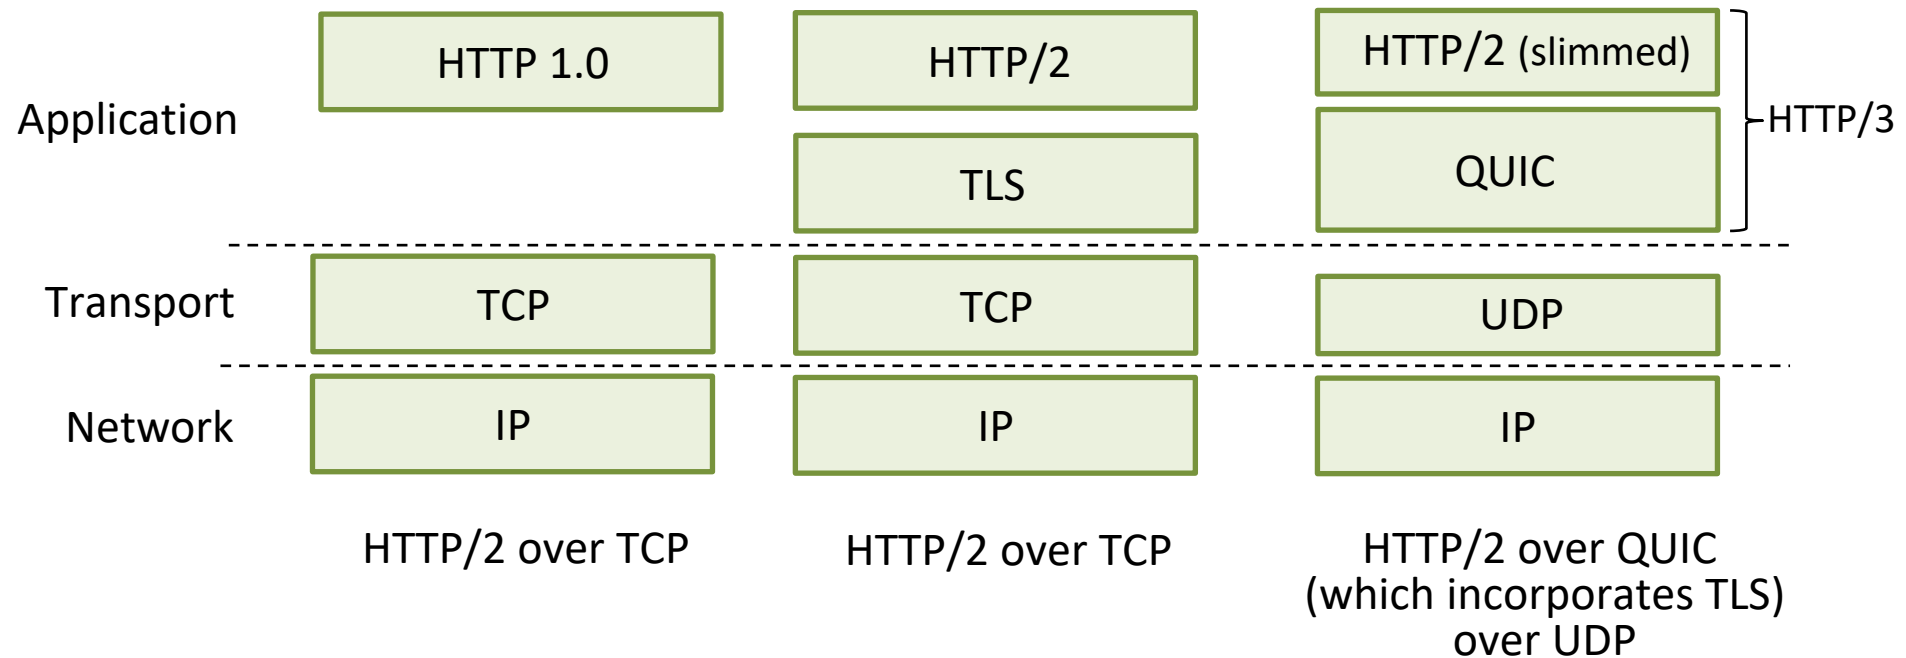 HTTP 1.0
HTTP/2
HTTP/2 (slimmed)
Application
HTTP/3
TLS
QUIC
Transport
TCP
TCP
UDP
Network
IP
IP
IP
HTTP/2 over TCP
HTTP/2 over TCP
HTTP/2 over QUIC
(which incorporates TLS)
over UDP